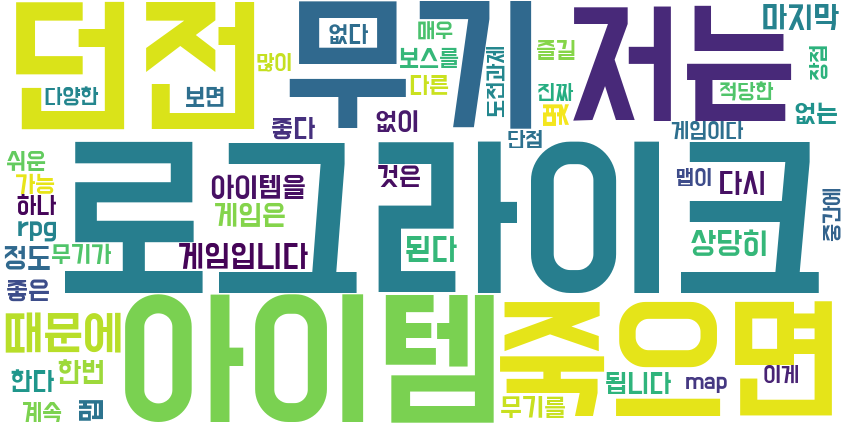 던전 무기 저는 마지막
없다 매우 즐길 장점
많이 보스를 도전과제
다양한 보면 다른 진짜 적당한
좋다 없이 단점 맵 게임이다 없는
로그라이크
쉬운 가능 아이템을 것은 맵이 다시
하나 게임은 중간에
rpg 무기가 게임입니다 된다 상당히
정도
좋은
아이템 죽으면
때문에
한다 한번 됩니다 map 이게
계속 무기를